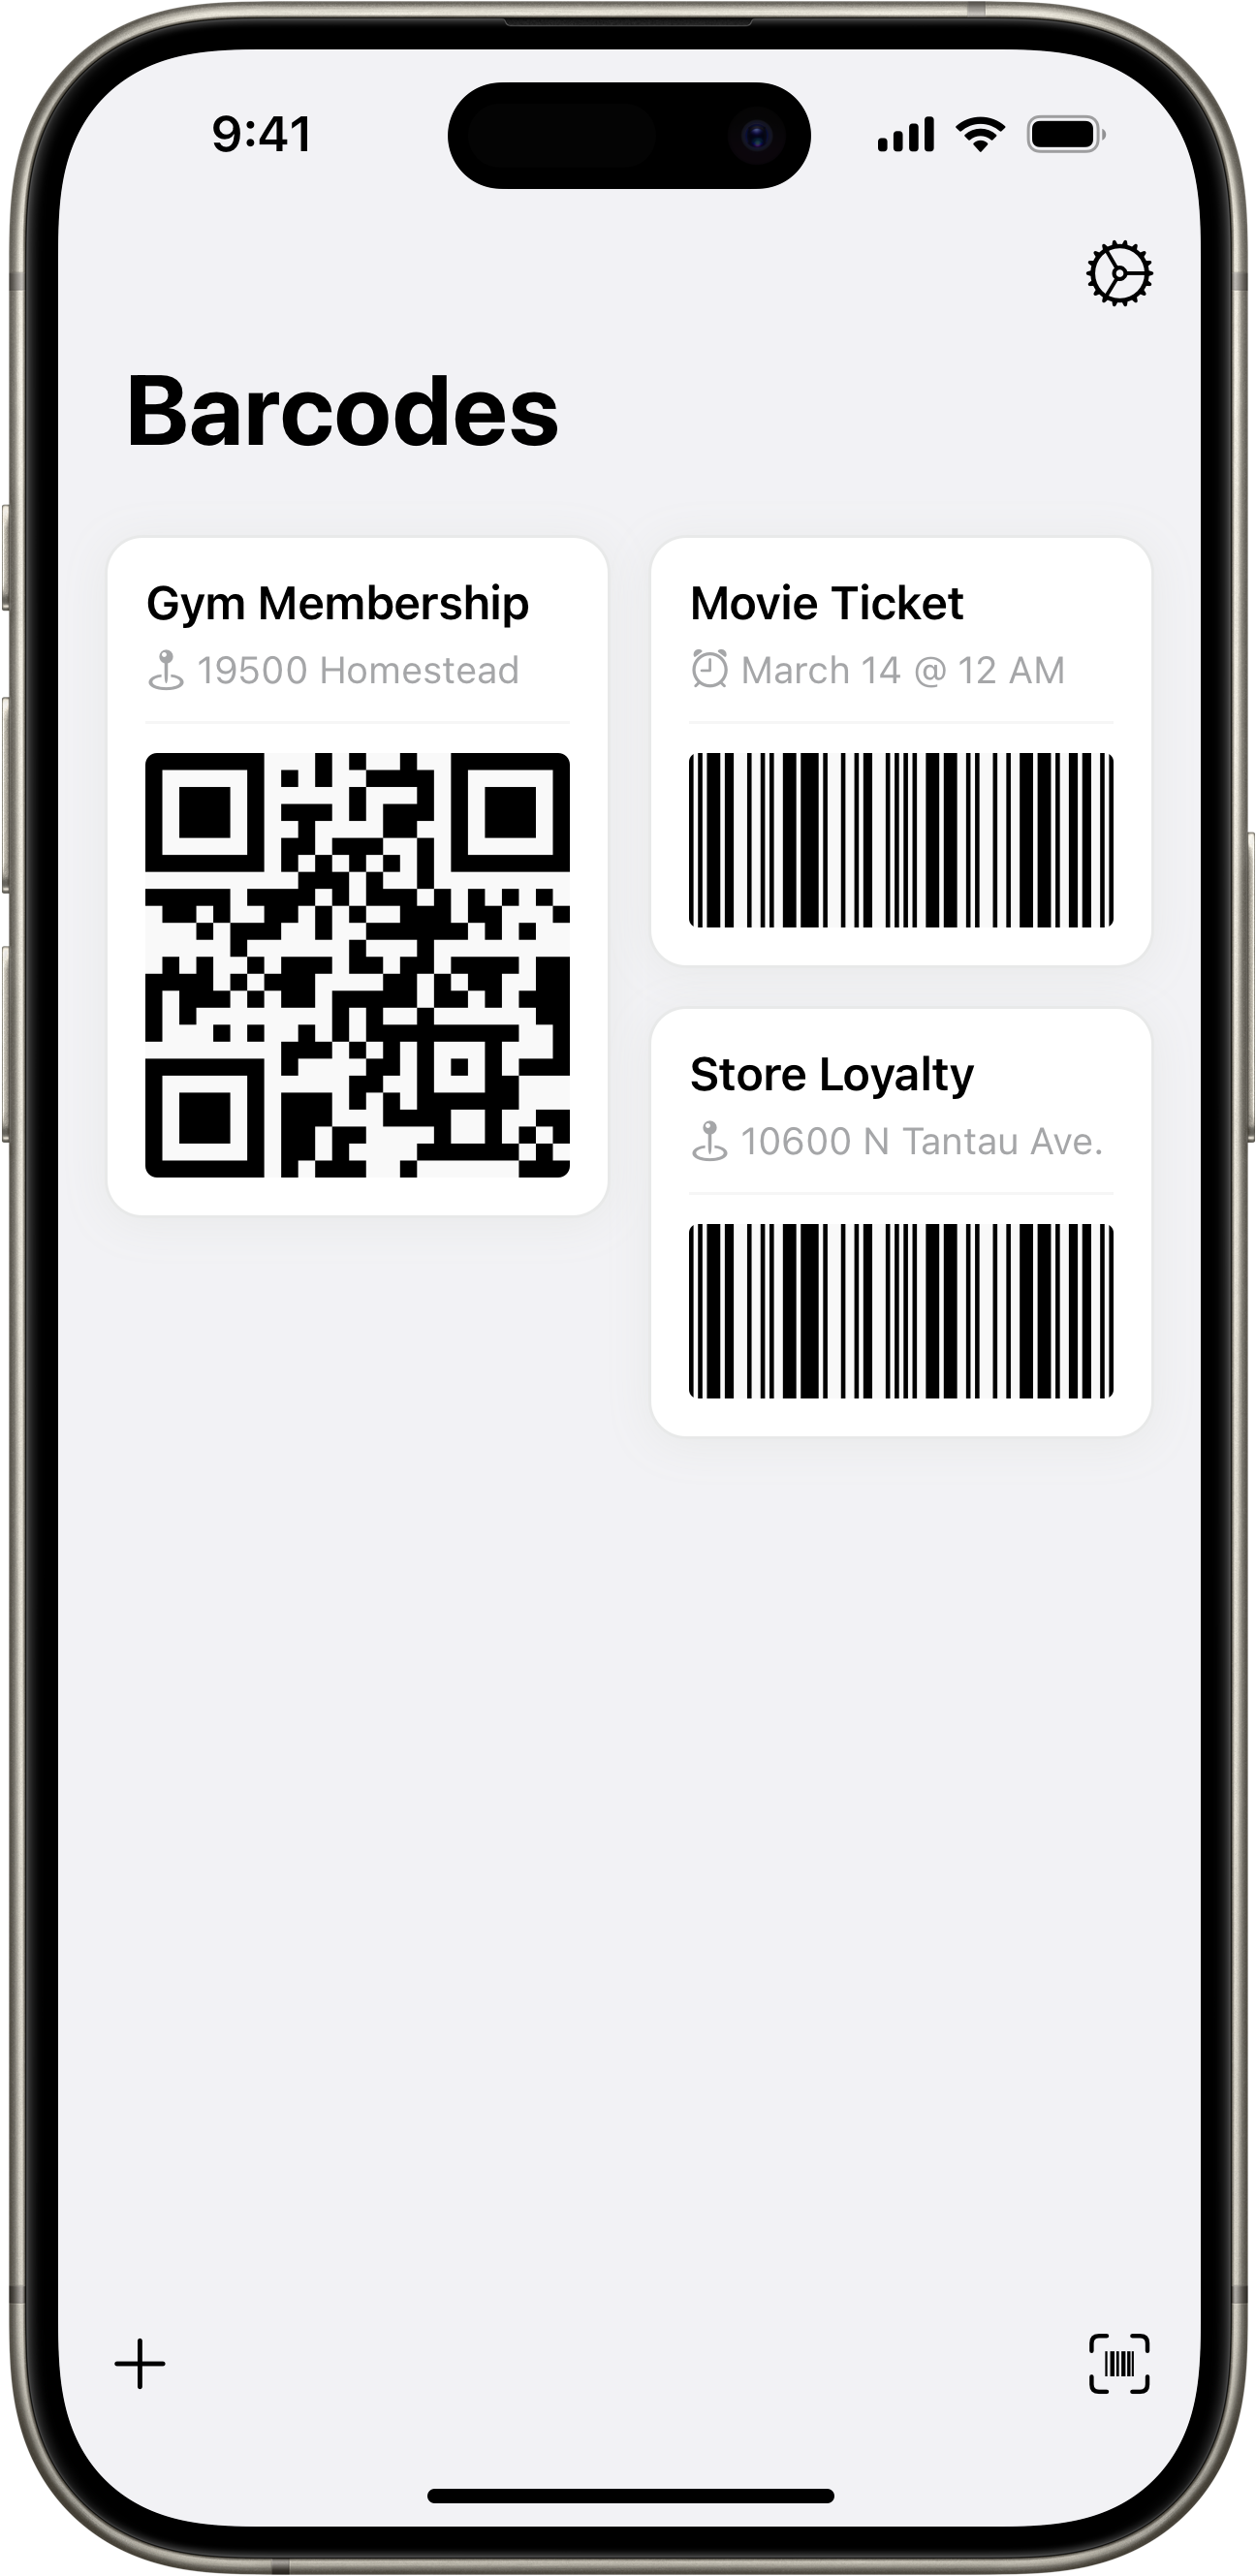 9:41
Barcodes
Gym Membership
19500 Homestead
Movie Ticket
March 14 @ 12 AM
Store Loyalty
10600 N Tantau Ave.